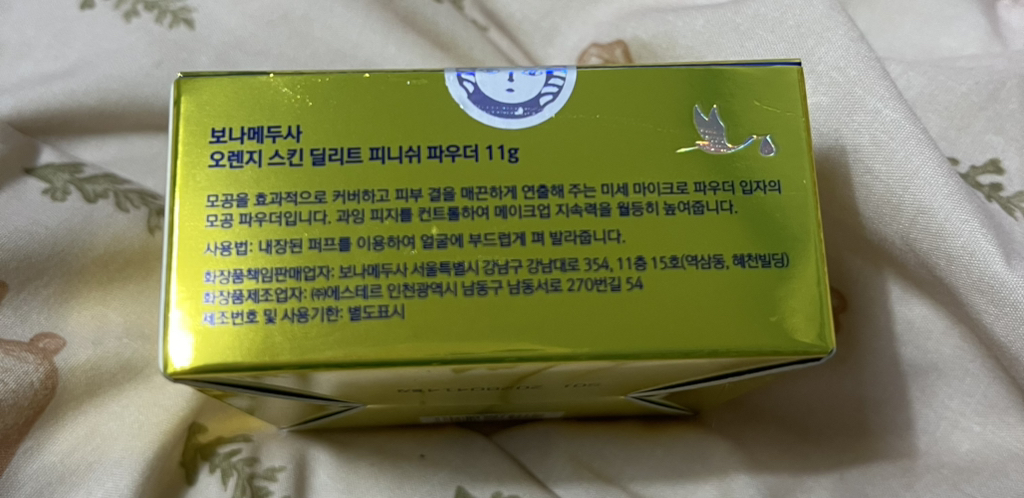 보나메두사
오렌지 스킨 딜리트 피니쉬 파우더 11g
모공을 효과적으로 커버하고 피부 결을 매끈하게 연출해 주는 미세 마이크로 파우더 입자의
모공 파우더입니다. 과잉 피지를 컨트롤하여 메이크업 지속력을 월등히 높여줍니다.
사용법: 내장된 퍼프를 이용하여 얼굴에 부드럽게 펴 발라줍니다.
화장품책임판매업자: 보나메두사 서울특별시 강남구 강남대로 354, 11층 15호(역삼동, 혜천빌딩)
화장품제조업자: ㈜에스테르 인천광역시 남동구 남동서로 270번길 54
제조번호 및 사용기한: 별도표시